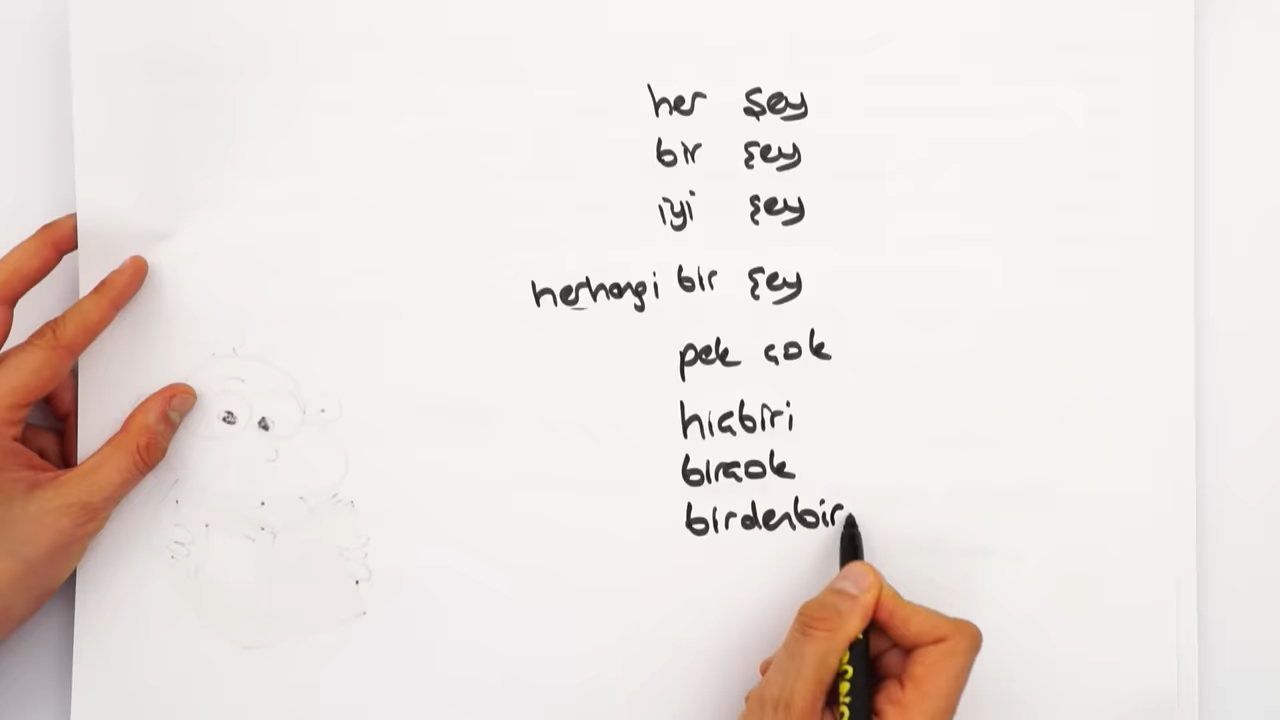 her şey
bir şey
iyi şey
herhangi bir şey
pek çok
hiçbiri
birçok
birdenbir